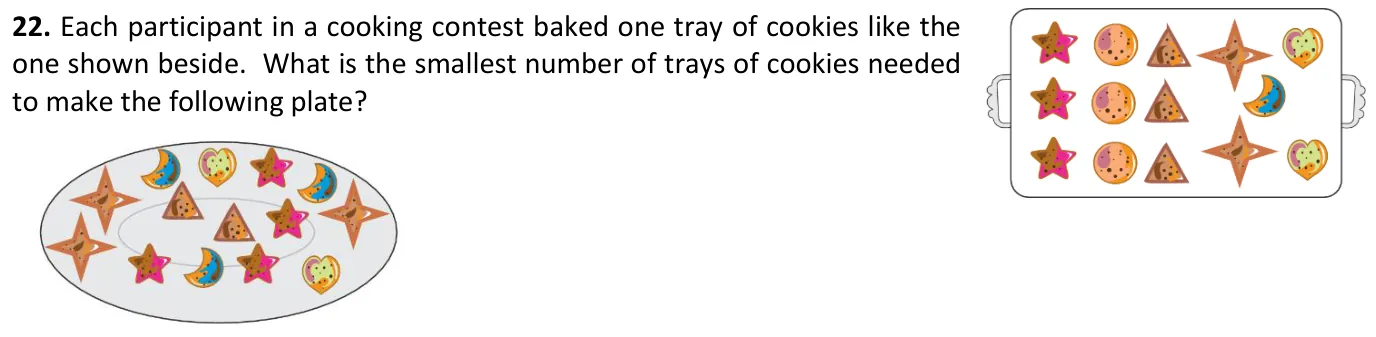 22. Each participant in a cooking contest baked one tray of cookies like the
one shown beside. What is the smallest number of trays of cookies needed
to make the following plate?